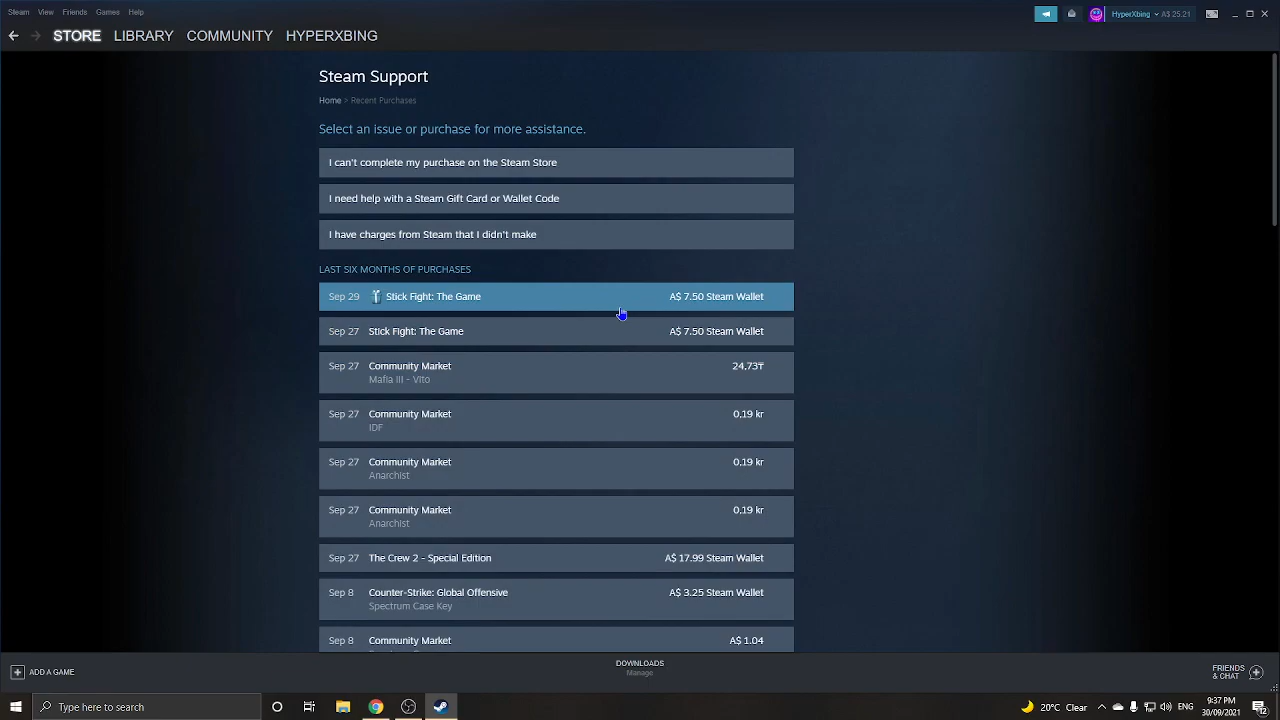 Steam View Friends Games Help
HyperXbing A$ 25.21
STORE LIBRARY COMMUNITY HYPERXBING
Steam Support
Home > Recent Purchases
Select an issue or purchase for more assistance.
I can't complete my purchase on the Steam Store
I need help with a Steam Gift Card or Wallet Code
I have charges from Steam that I didn't make
LAST SIX MONTHS OF PURCHASES
Sep 29 Stick Fight: The Game A$ 7.50 Steam Wallet
Sep 27 Stick Fight: The Game A$ 7.50 Steam Wallet
Sep 27 Community Market 24,73₸
Mafia III - Vito
Sep 27 Community Market 0,19 kr
IDF
Sep 27 Community Market 0,19 kr
Anarchist
Sep 27 Community Market 0,19 kr
Anarchist
Sep 27 The Crew 2 - Special Edition A$ 17.99 Steam Wallet
Sep 8 Counter-Strike: Global Offensive A$ 3.25 Steam Wallet
Spectrum Case Key
Sep 8 Community Market A$ 1.04
ADD A GAME
DOWNLOADS
Manage
FRIENDS
& CHAT
Type here to search
20°C Clear
ENG
9:37 PM
30/09/2021